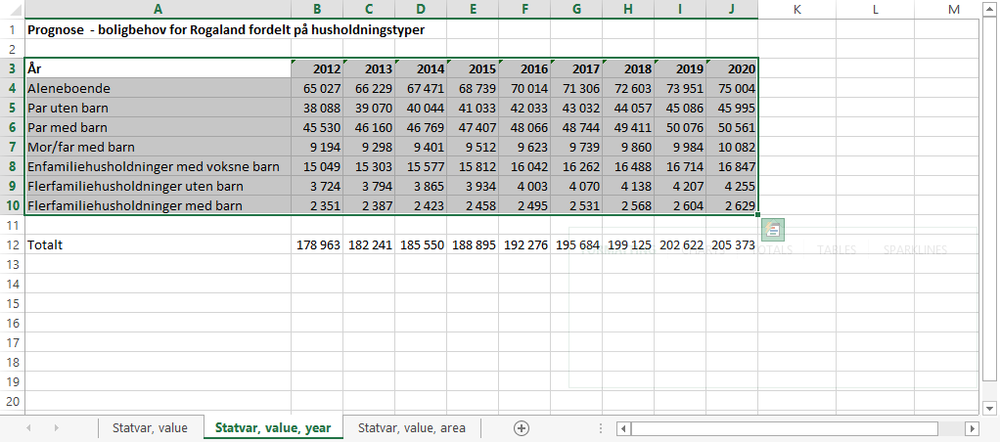 A B C D E F G H I J K L M
1 Prognose - boligbehov for Rogaland fordelt på husholdningstyper
2
3 År 2012 2013 2014 2015 2016 2017 2018 2019 2020
4 Aleneboende 65 027 66 229 67 471 68 739 70 014 71 306 72 603 73 951 75 004
5 Par uten barn 38 088 39 070 40 044 41 033 42 033 43 032 44 057 45 086 45 995
6 Par med barn 45 530 46 160 46 769 47 407 48 066 48 744 49 411 50 076 50 561
7 Mor/far med barn 9 194 9 298 9 401 9 512 9 623 9 739 9 860 9 984 10 082
8 Enfamiliehusholdninger med voksne barn 15 049 15 303 15 577 15 812 16 042 16 262 16 488 16 714 16 847
9 Flerfamiliehusholdninger uten barn 3 724 3 794 3 865 3 934 4 003 4 070 4 138 4 207 4 255
10 Flerfamiliehusholdninger med barn 2 351 2 387 2 423 2 458 2 495 2 531 2 568 2 604 2 629
11
12 Totalt 178 963 182 241 185 550 188 895 192 276 195 684 199 125 202 622 205 373
TABLES SPARKLINES
13
14
15
16
17
18
19
20
Statvar, value Statvar, value, year Statvar, value, area